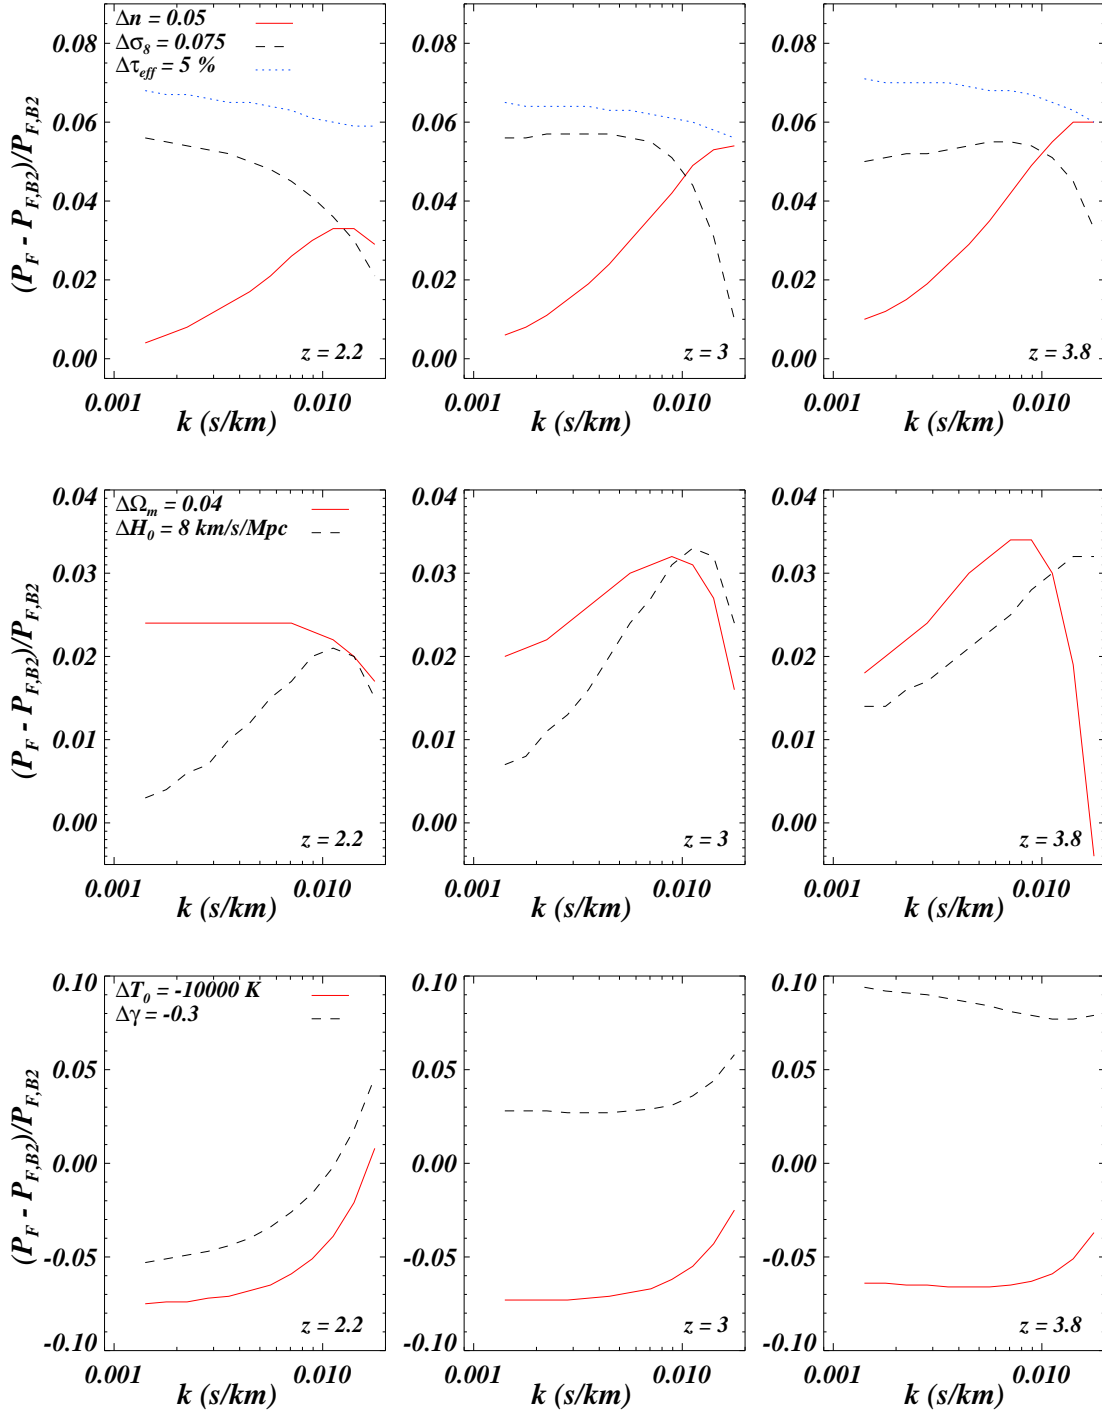 Δn = 0.05
Δσ8 = 0.075
Δτeff = 5 %
(PF - PF,B2)/PF,B2
0.08
0.06
0.04
0.02
0.00
z = 2.2
0.001 0.010
k (s/km)
0.08
0.06
0.04
0.02
0.00
z = 3
0.001 0.010
k (s/km)
0.08
0.06
0.04
0.02
0.00
z = 3.8
0.001 0.010
k (s/km)
ΔΩm = 0.04
ΔH0 = 8 km/s/Mpc
(PF - PF,B2)/PF,B2
0.04
0.03
0.02
0.01
0.00
z = 2.2
0.001 0.010
k (s/km)
0.04
0.03
0.02
0.01
0.00
z = 3
0.001 0.010
k (s/km)
0.04
0.03
0.02
0.01
0.00
z = 3.8
0.001 0.010
k (s/km)
ΔT0 = -10000 K
Δγ = -0.3
(PF - PF,B2)/PF,B2
0.10
0.05
0.00
-0.05
-0.10
z = 2.2
0.001 0.010
k (s/km)
0.10
0.05
0.00
-0.05
-0.10
z = 3
0.001 0.010
k (s/km)
0.10
0.05
0.00
-0.05
-0.10
z = 3.8
0.001 0.010
k (s/km)